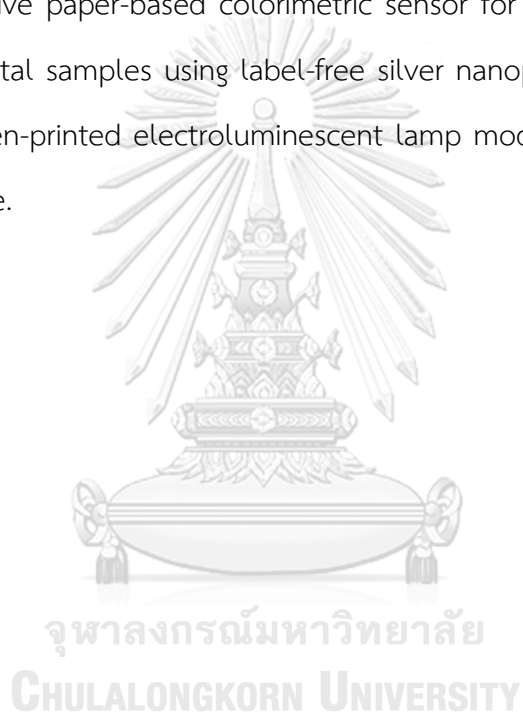 ive paper-based colorimetric sensor for
tal samples using label-free silver nanop
en-printed electroluminescent lamp mod
e.
จุฬาลงกรณ์มหาวิทยาลัย
CHULALONGKORN UNIVERSITY